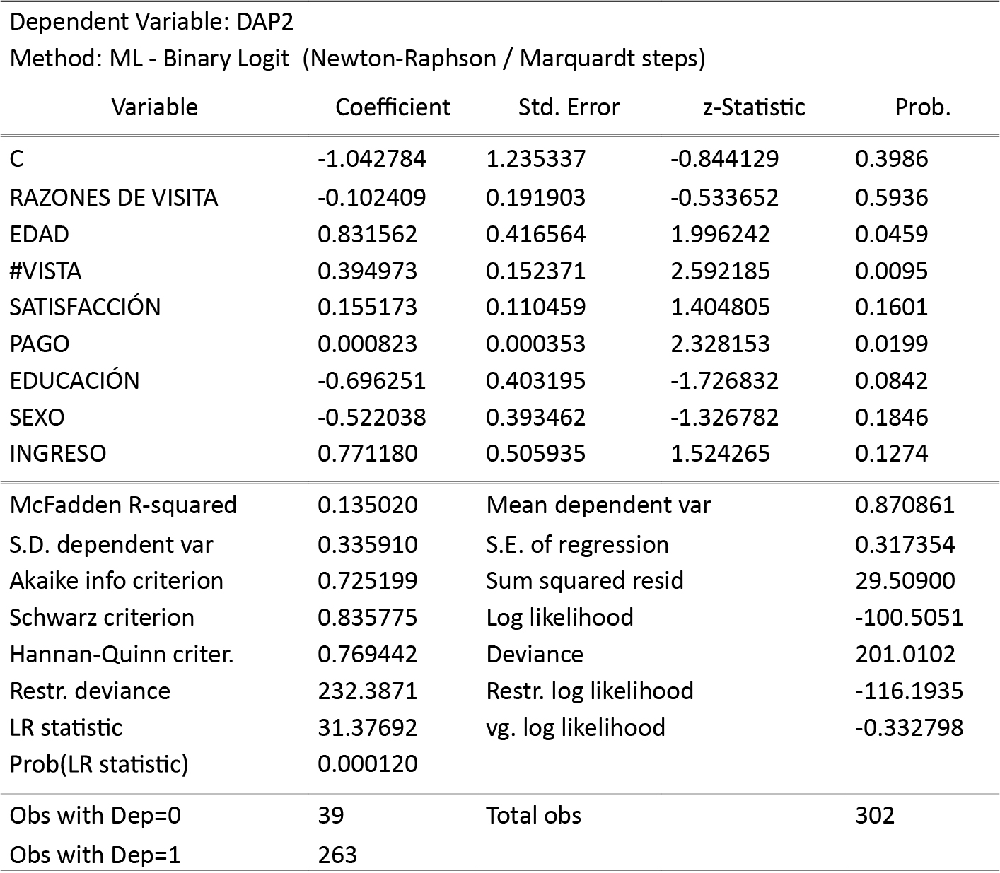 Dependent Variable: DAP2
Method: ML - Binary Logit (Newton-Raphson / Marquardt steps)
Variable Coefficient Std. Error z-Statistic Prob.
C -1.042784 1.235337 -0.844129 0.3986
RAZONES DE VISITA -0.102409 0.191903 -0.533652 0.5936
EDAD 0.831562 0.416564 1.996242 0.0459
#VISTA 0.394973 0.152371 2.592185 0.0095
SATISFACCIÓN 0.155173 0.110459 1.404805 0.1601
PAGO 0.000823 0.000353 2.328153 0.0199
EDUCACIÓN -0.696251 0.403195 -1.726832 0.0842
SEXO -0.522038 0.393462 -1.326782 0.1846
INGRESO 0.771180 0.505935 1.524265 0.1274
McFadden R-squared 0.135020 Mean dependent var 0.870861
S.D. dependent var 0.335910 S.E. of regression 0.317354
Akaike info criterion 0.725199 Sum squared resid 29.50900
Schwarz criterion 0.835775 Log likelihood -100.5051
Hannan-Quinn criter. 0.769442 Deviance 201.0102
Restr. deviance 232.3871 Restr. log likelihood -116.1935
LR statistic 31.37692 vg. log likelihood -0.332798
Prob(LR statistic) 0.000120
Obs with Dep=0 39 Total obs 302
Obs with Dep=1 263